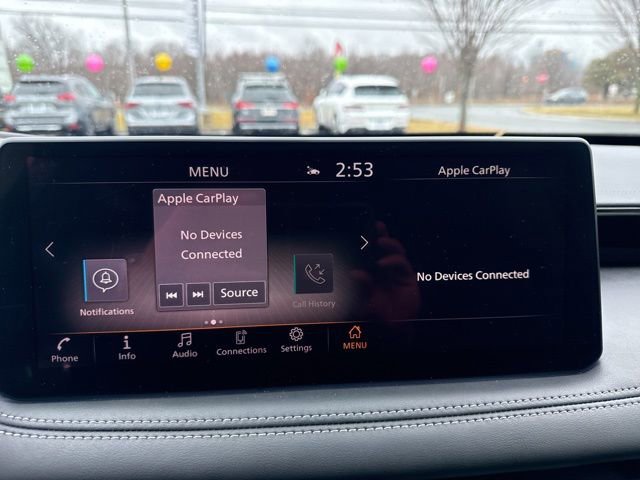 MENU
2:53
Apple CarPlay
Apple CarPlay
No Devices
Connected
Source
Notifications
Call History
No Devices Connected
Phone
Info
Audio
Connections
Settings
MENU